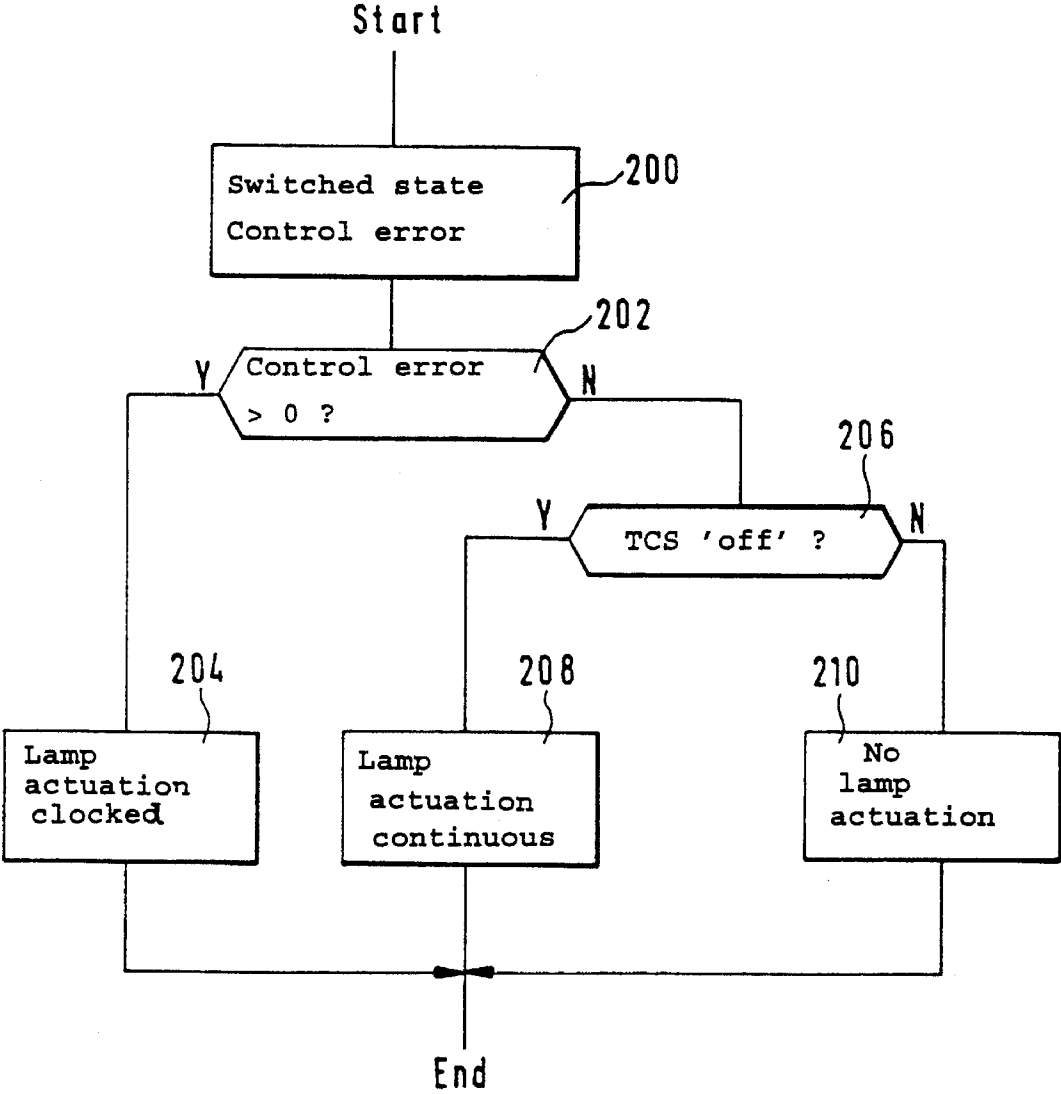 Start
200
Switched state
Control error
202
Y
Control error
> 0 ?
N
206
Y
TCS 'off' ?
N
204
Lamp
actuation
clocked
208
Lamp
actuation
continuous
210
No
lamp
actuation
End